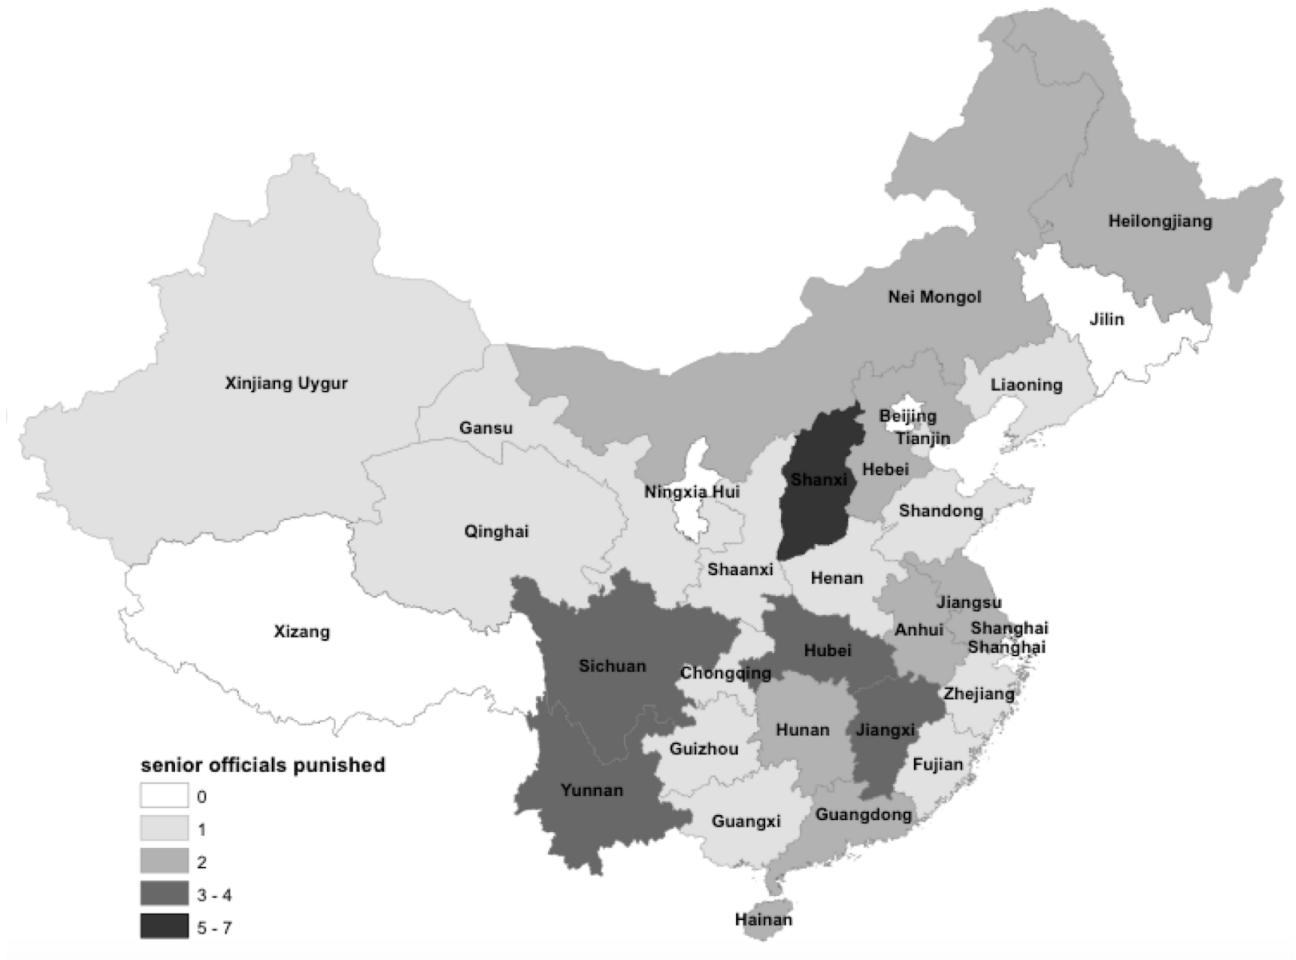 Heilongjiang
Nei Mongol
Jilin
Xinjiang Uygur
Liaoning
Beijing
Gansu
Tianjin
Hebei
Shanxi
Ningxia Hui
Shandong
Qinghai
Shaanxi
Henan
Jiangsu
Xizang
Anhui
Shanghai
Shanghai
Hubei
Sichuan
Chongqing
Zhejiang
Hunan
Jiangxi
Guizhou
Fujian
senior officials punished
Yunnan
0
Guangdong
Guangxi
1
2
3 - 4
Hainan
5 - 7